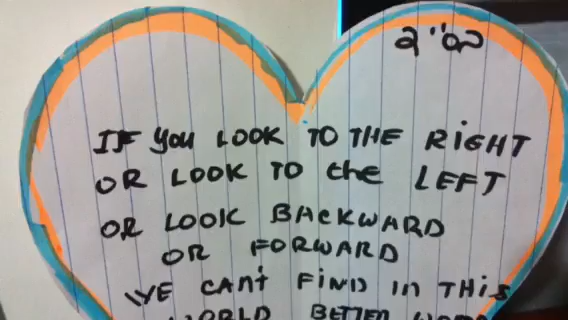 IF you LOOK TO THE RiGHT
OR LOOK TO the LEFT
OR LOOK BACKWARD
OR FORWARD
WE CAN'T FIND in THiS
WORLD